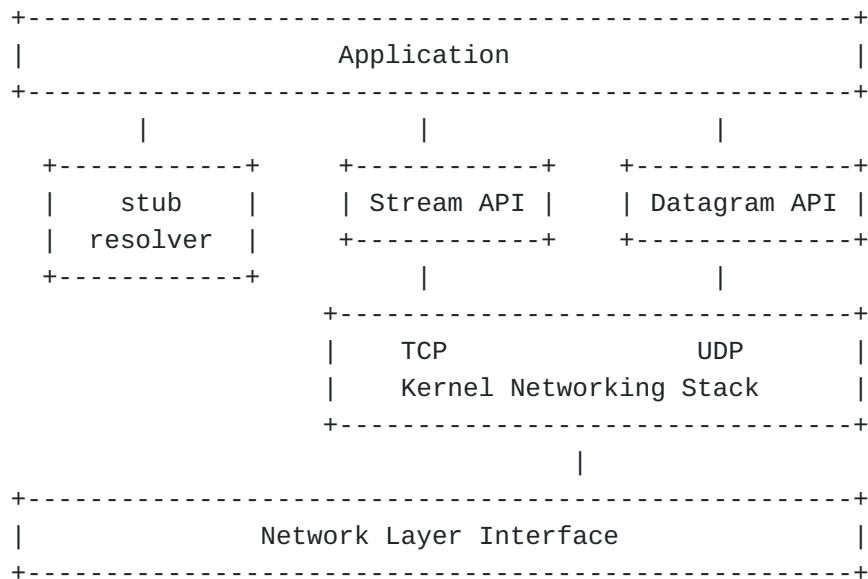 Application
stub Stream API Datagram API
resolver
TCP UDP
Kernel Networking Stack
Network Layer Interface